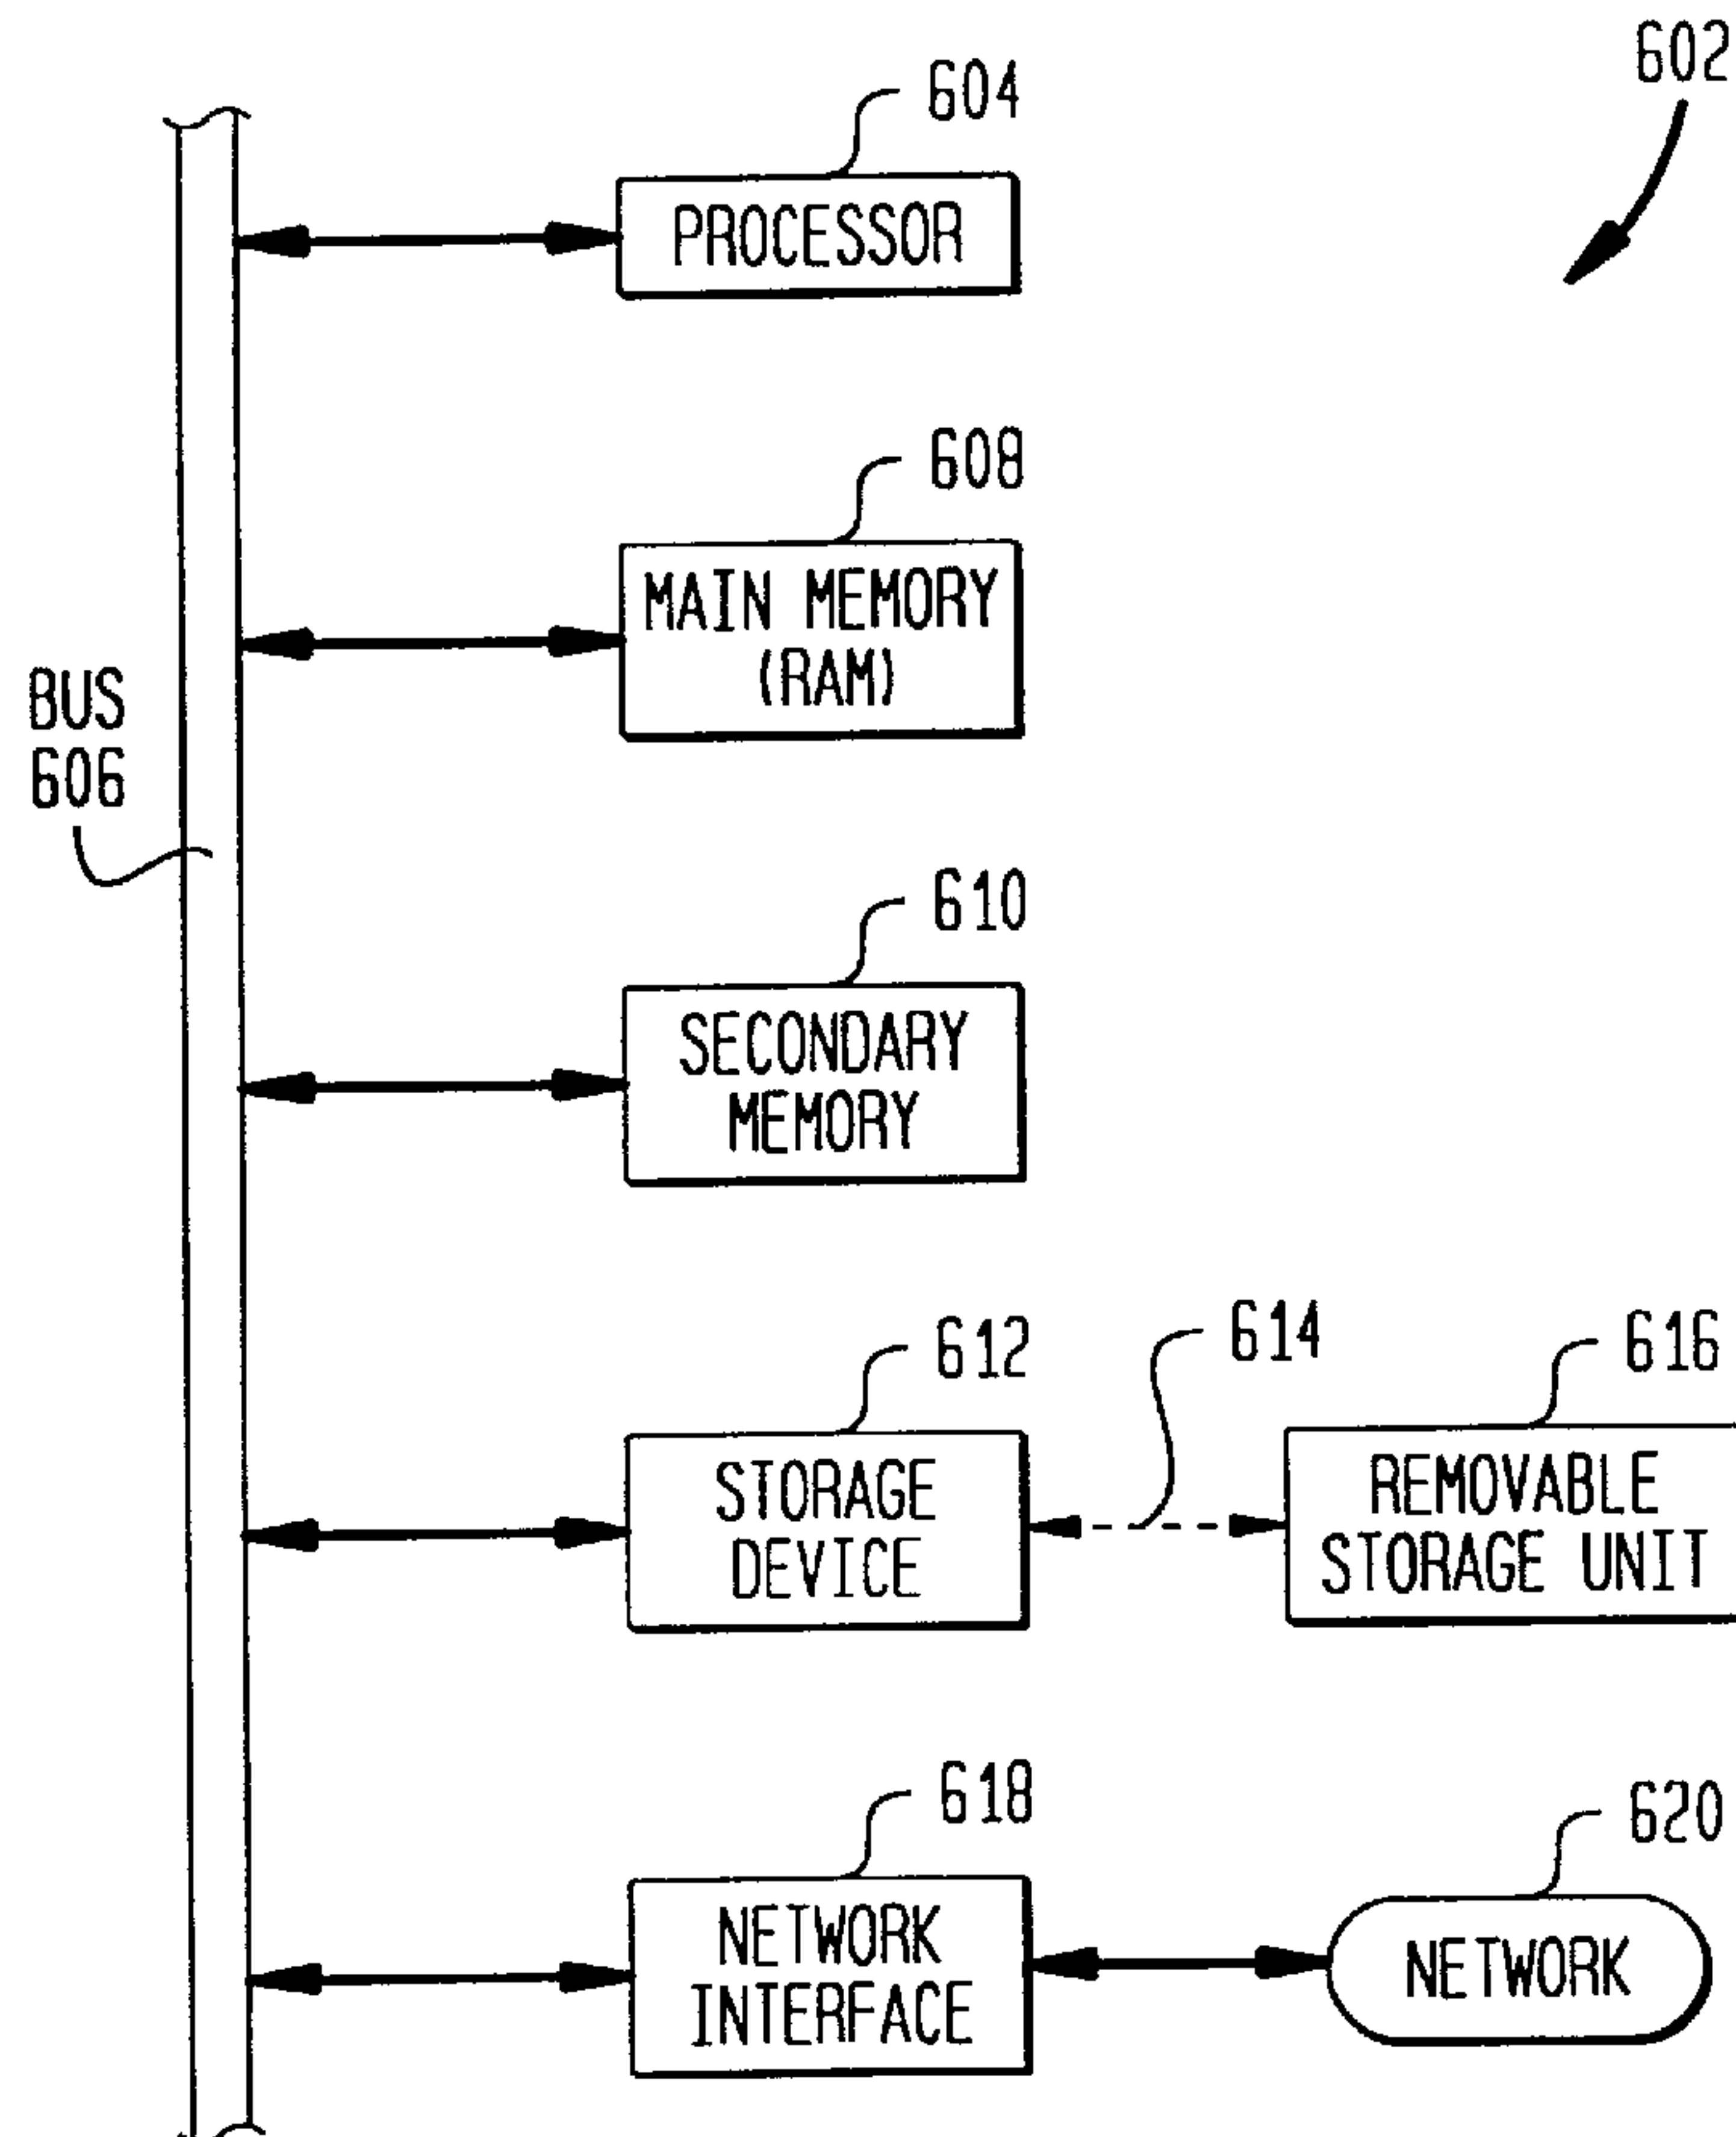 602
604
PROCESSOR
608
MAIN MEMORY
(RAM)
BUS
606
610
SECONDARY
MEMORY
612
614
616
STORAGE
DEVICE
REMOVABLE
STORAGE UNIT
618
620
NETWORK
INTERFACE
NETWORK